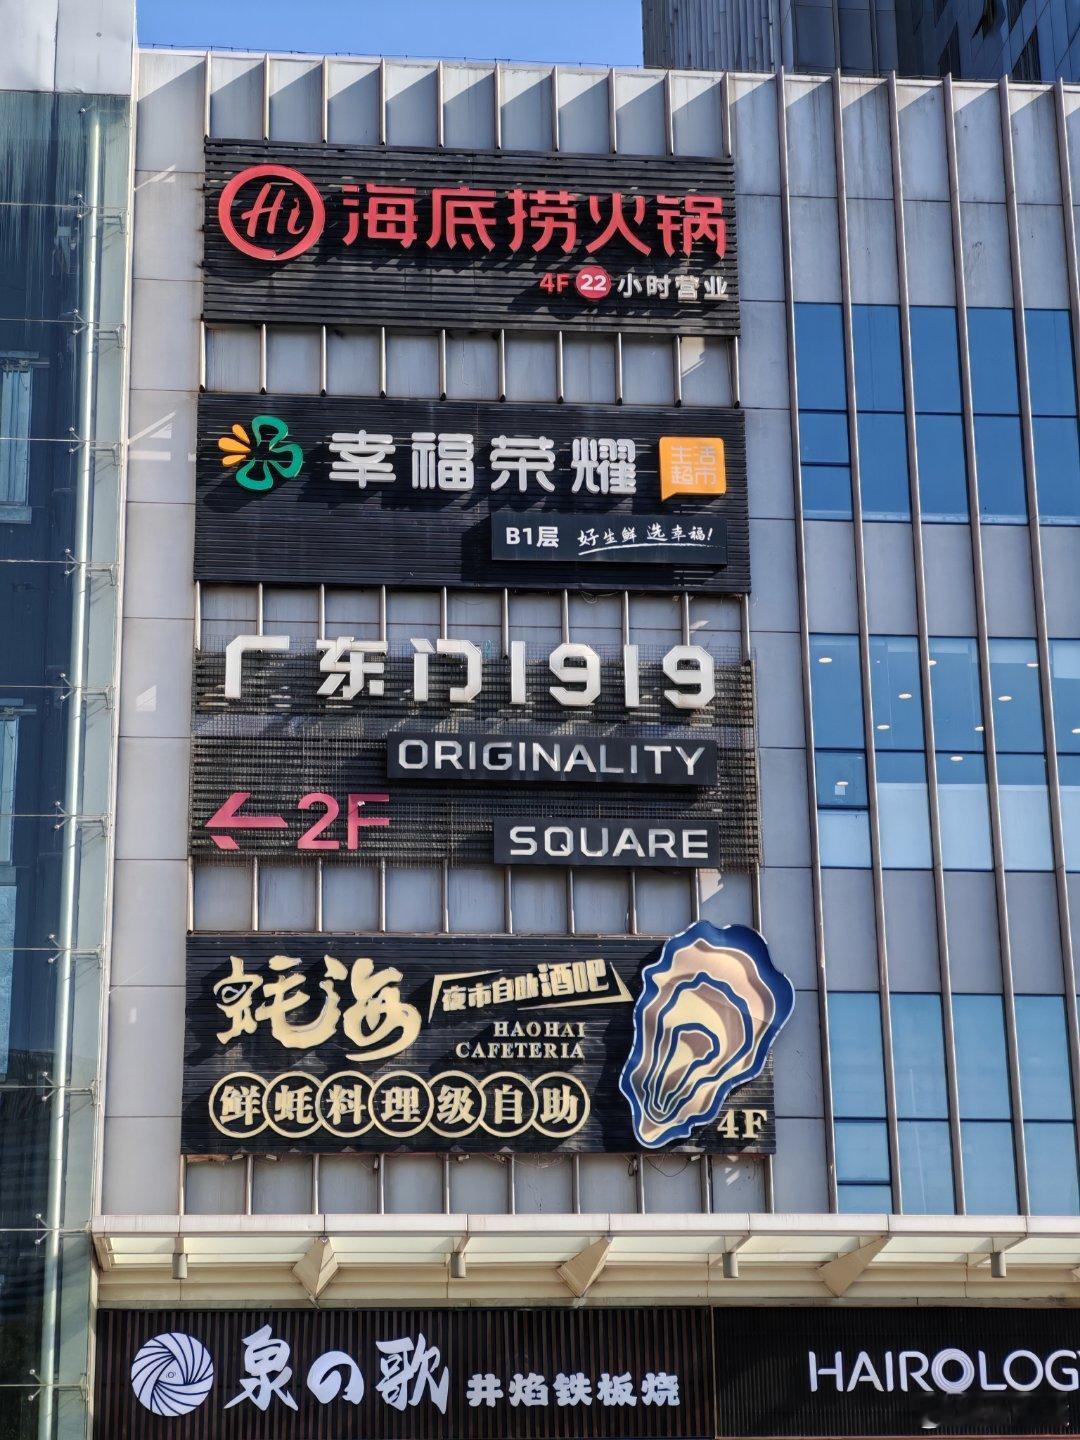 Hi 海底捞火锅
4F 22 小时营业
幸福荣耀 生活
超市
B1层 好生鲜 选幸福!
广东门1919
ORIGINALITY
2F
SQUARE
蚝海 夜市自助酒吧
HAOHAI
CAFETERIA
鲜蚝料理级自助
4F
泉の歌 井焰铁板烧
HAIROLOGY